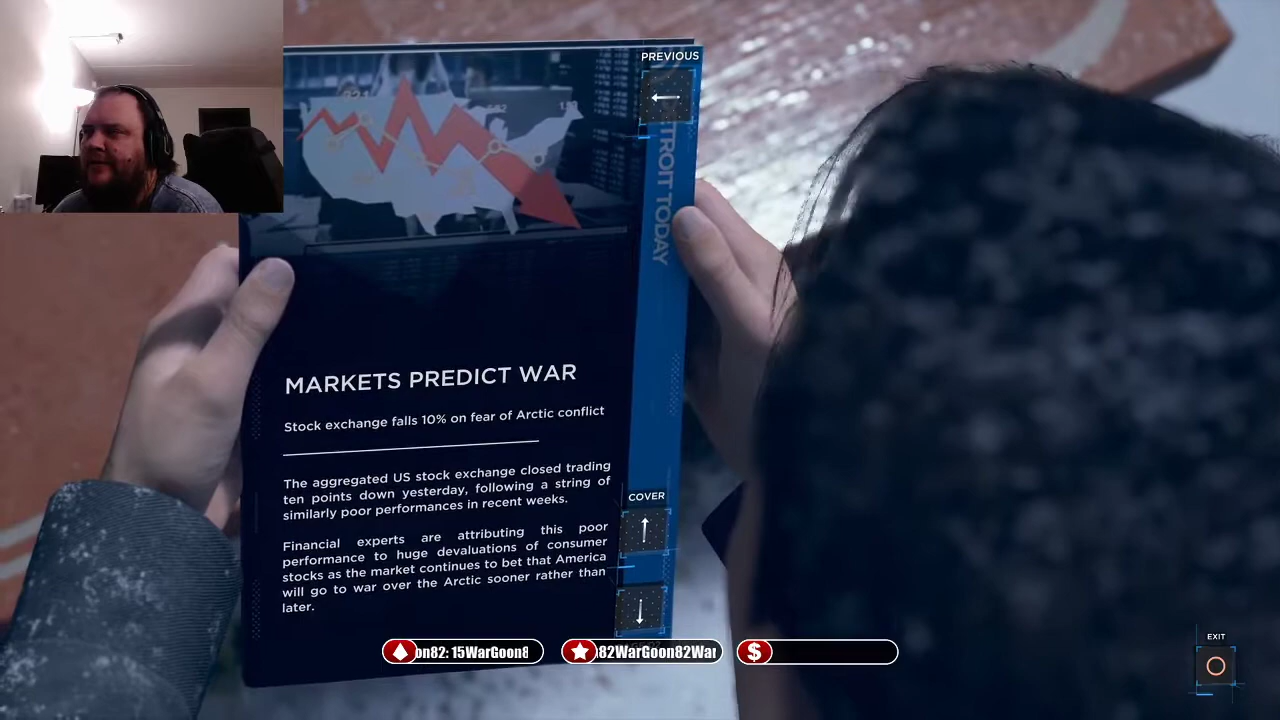 PREVIOUS
TROIT TODAY
MARKETS PREDICT WAR
Stock exchange falls 10% on fear of Arctic conflict
The aggregated US stock exchange closed trading
ten points down yesterday, following a string of
similarly poor performances in recent weeks.
COVER
Financial experts are attributing this poor
performance to huge devaluations of consumer
stocks as the market continues to bet that America
will go to war over the Arctic sooner rather than
later.
on82: 15WarGoon8
82WarGoon82War
$
EXIT